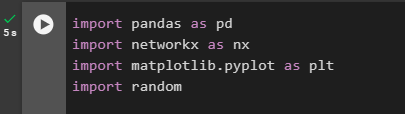 import pandas as pd
5s
import networkx as nx
import matplotlib.pyplot as plt
import random